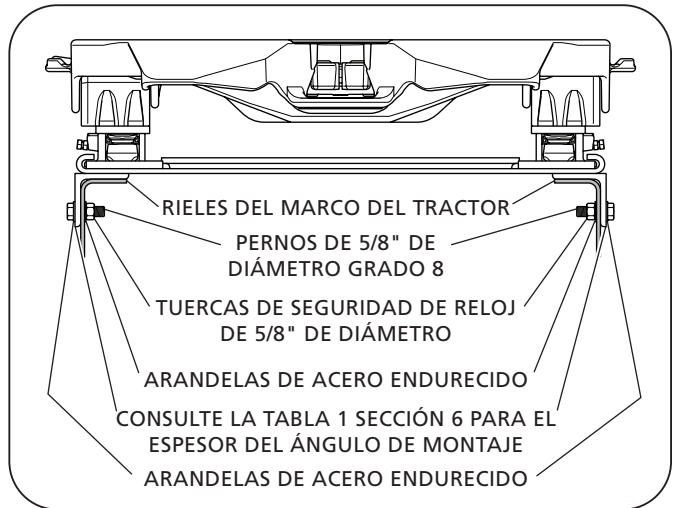 RIELES DEL MARCO DEL TRACTOR
PERNOS DE 5/8" DE
DIÁMETRO GRADO 8
TUERCAS DE SEGURIDAD DE RELOJ
DE 5/8" DE DIÁMETRO
ARANDELAS DE ACERO ENDURECIDO
CONSULTE LA TABLA 1 SECCIÓN 6 PARA EL
ESPESOR DEL ÁNGULO DE MONTAJE
ARANDELAS DE ACERO ENDURECIDO